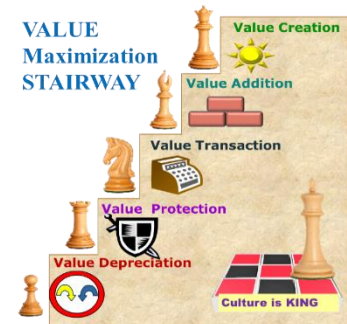 VALUE
Maximization
STAIRWAY
Value Creation
Value Addition
Value Transaction
Value Protection
Value Depreciation
Culture is KING